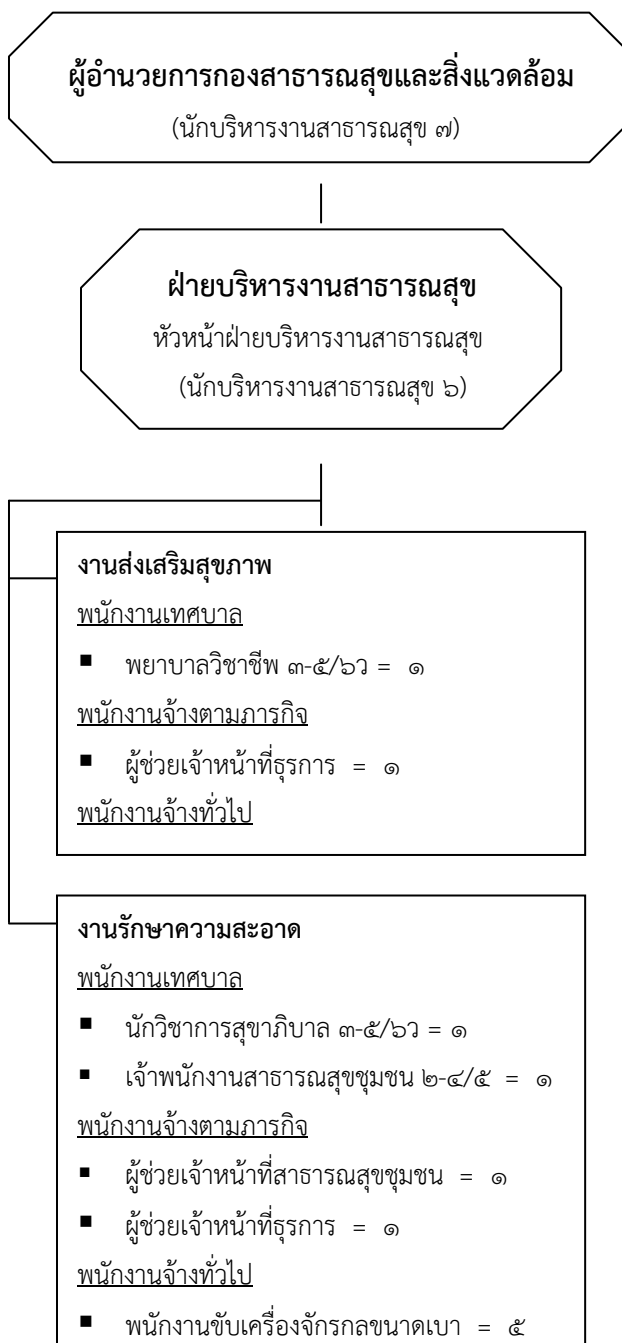 ผู้อำนวยการกองสาธารณสุขและสิ่งแวดล้อม
(นักบริหารงานสาธารณสุข ๗)
ฝ่ายบริหารงานสาธารณสุข
หัวหน้าฝ่ายบริหารงานสาธารณสุข
(นักบริหารงานสาธารณสุข ๖)
งานส่งเสริมสุขภาพ
พนักงานเทศบาล
▪ พยาบาลวิชาชีพ ๓-๕/๖ว = ๑
พนักงานจ้างตามภารกิจ
▪ ผู้ช่วยเจ้าหน้าที่ธุรการ = ๑
พนักงานจ้างทั่วไป
งานรักษาความสะอาด
พนักงานเทศบาล
▪ นักวิชาการสุขาภิบาล ๓-๕/๖ว = ๑
▪ เจ้าพนักงานสาธารณสุขชุมชน ๒-๔/๕ = ๑
พนักงานจ้างตามภารกิจ
▪ ผู้ช่วยเจ้าหน้าที่สาธารณสุขชุมชน = ๑
▪ ผู้ช่วยเจ้าหน้าที่ธุรการ = ๑
พนักงานจ้างทั่วไป
▪ พนักงานขับเครื่องจักรกลขนาดเบา = ๕